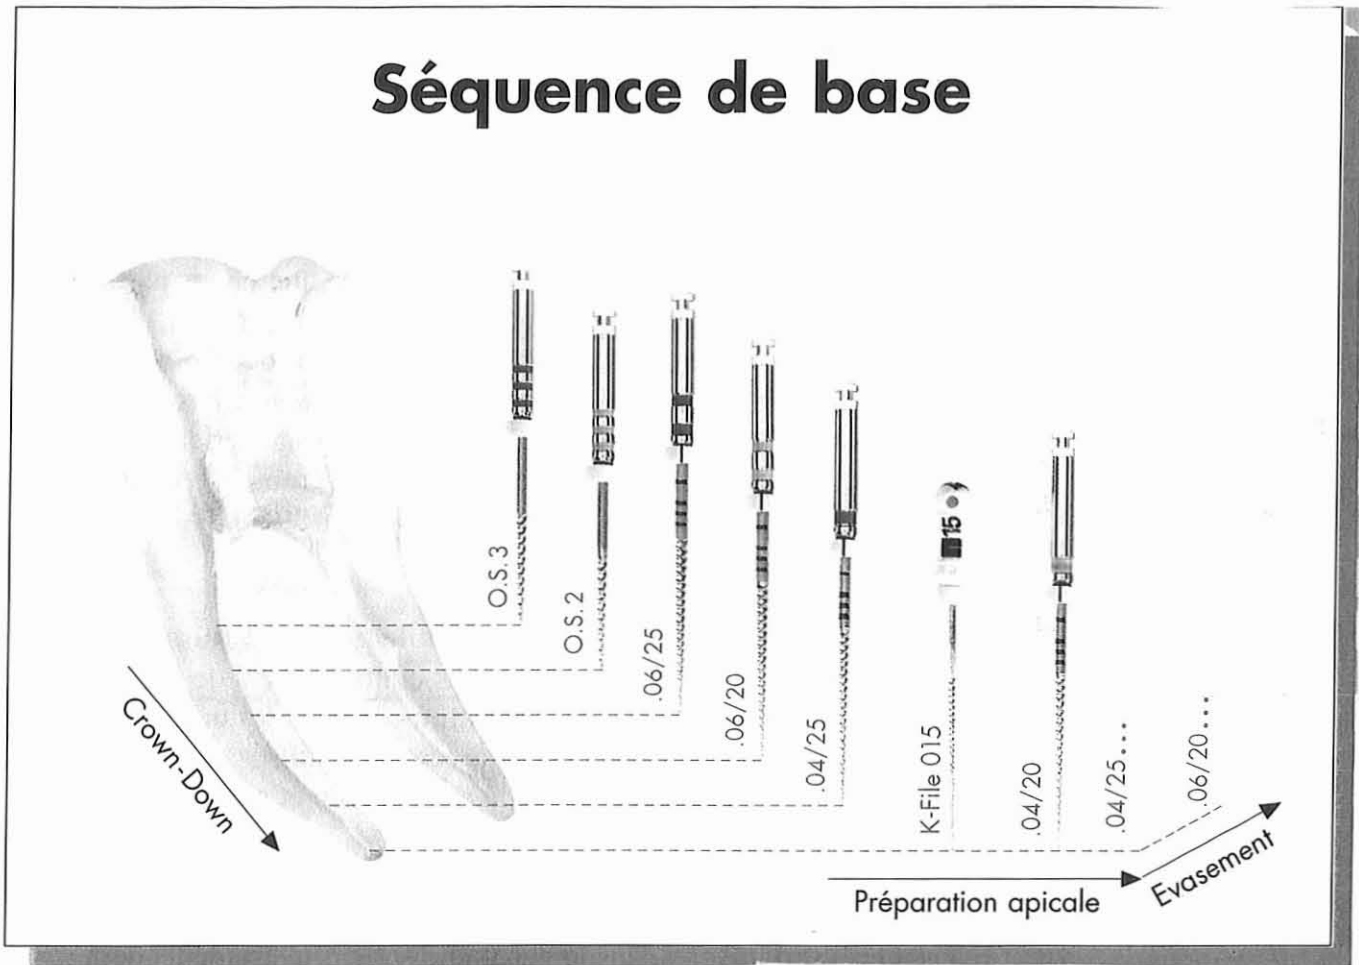 Séquence de base
O.S.3
O.S.2
.06/25
.06/20
.04/25
15
K-File 015
.04/20
.04/25...
.06/20...
Crown-Down
Préparation apicale
Evasement